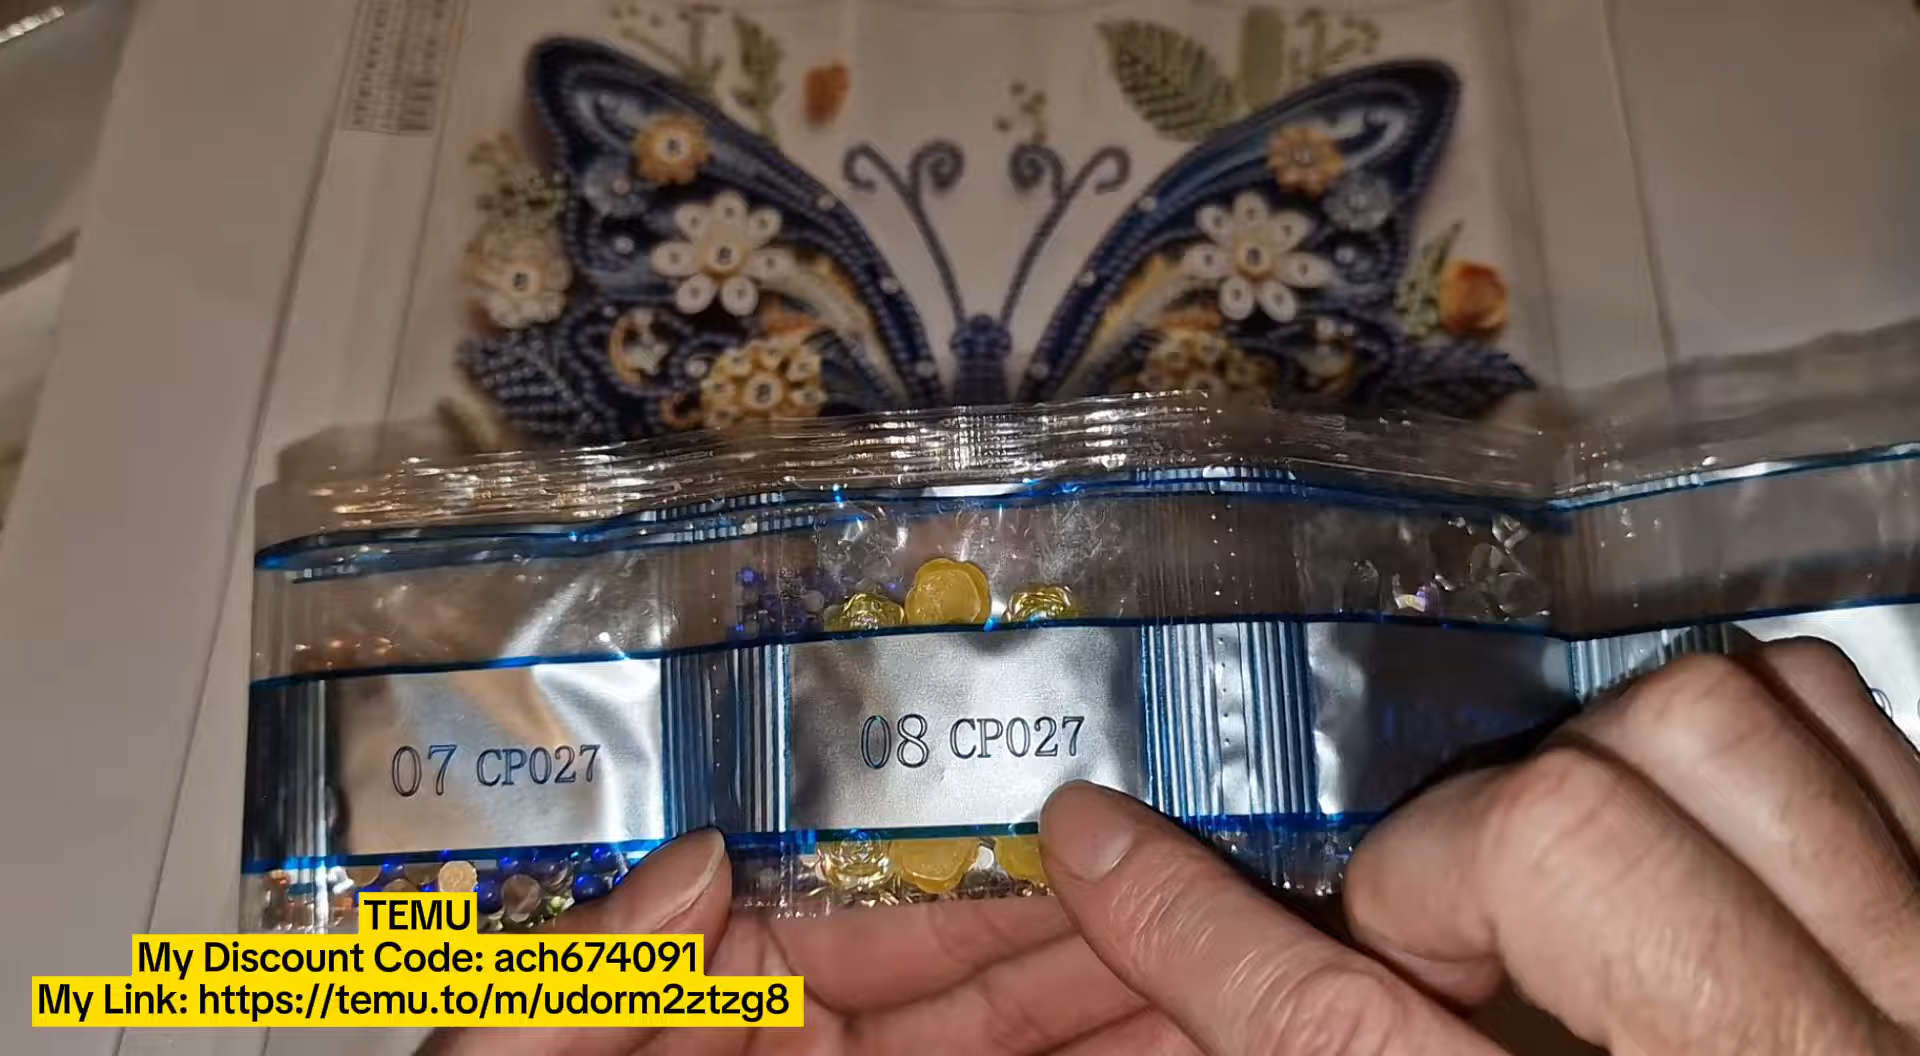 07 CP027
08 CP027
TEMU
My Discount Code: ach674091
My Link: https://temu.to/m/udorm2ztzg8